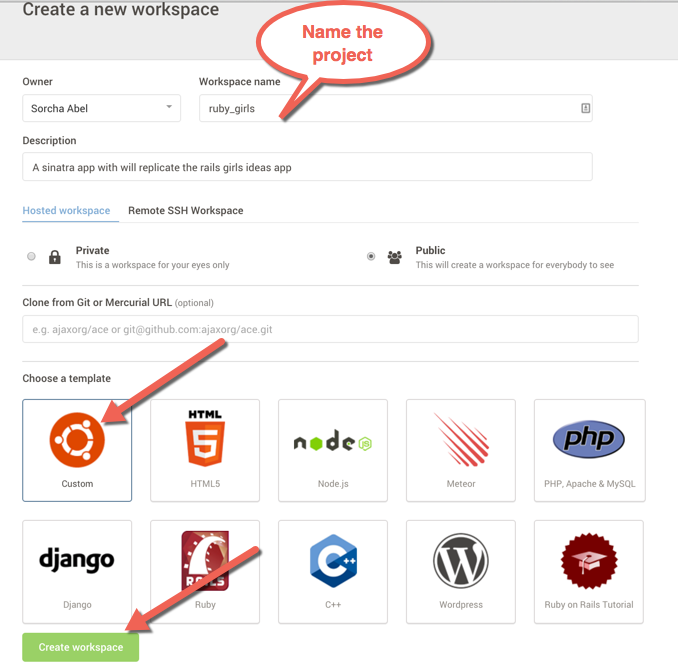 Create a new workspace
Name the
project
Owner
Workspace name
Sorcha Abel
ruby_girls
Description
A sinatra app with will replicate the rails girls ideas app
Hosted workspace
Remote SSH Workspace
Private
This is a workspace for your eyes only
Public
This will create a workspace for everybody to see
Clone from Git or Mercurial URL (optional)
e.g. ajaxorg/ace or git@github.com:ajaxorg/ace.git
Choose a template
Custom
HTML
5
HTML5
node
JS
Node.js
Meteor
php
PHP, Apache & MySQL
django
Django
RAILS
Ruby
C++
C++
W
Wordpress
Ruby on Rails Tutorial
Create workspace